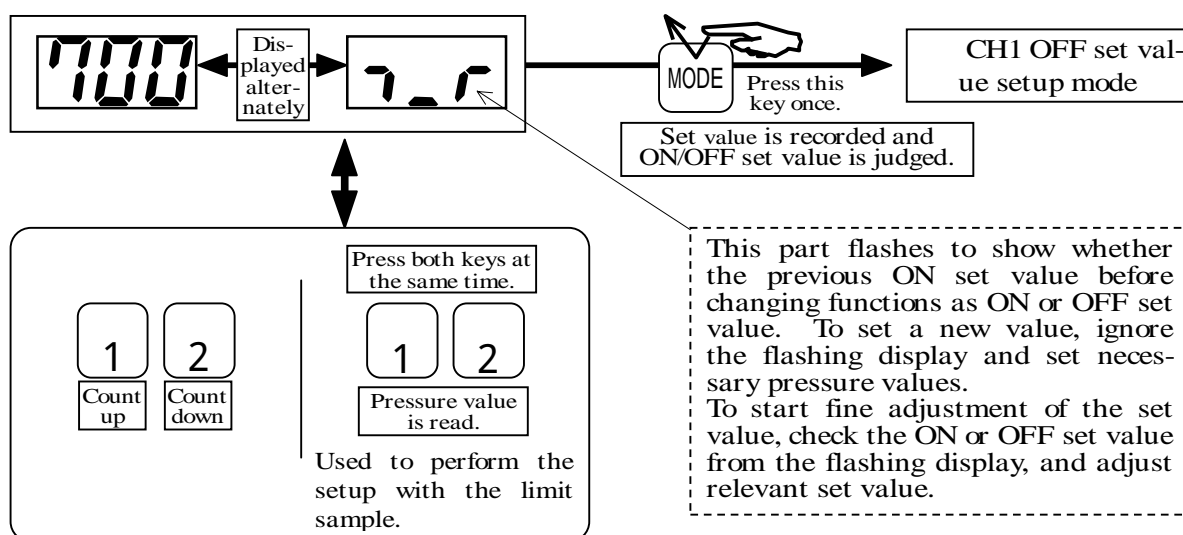 700
Dis-
played
alter-
nately
MODE
Press this
key once.
CH1 OFF set val-
ue setup mode
Set value is recorded and
ON/OFF set value is judged.
Press both keys at
the same time.
1
2
Count
up
Count
down
1
2
Pressure value
is read.
Used to perform the
setup with the limit
sample.
This part flashes to show whether
the previous ON set value before
changing functions as ON or OFF set
value. To set a new value, ignore
the flashing display and set neces-
sary pressure values.
To start fine adjustment of the set
value, check the ON or OFF set value
from the flashing display, and adjust
relevant set value.